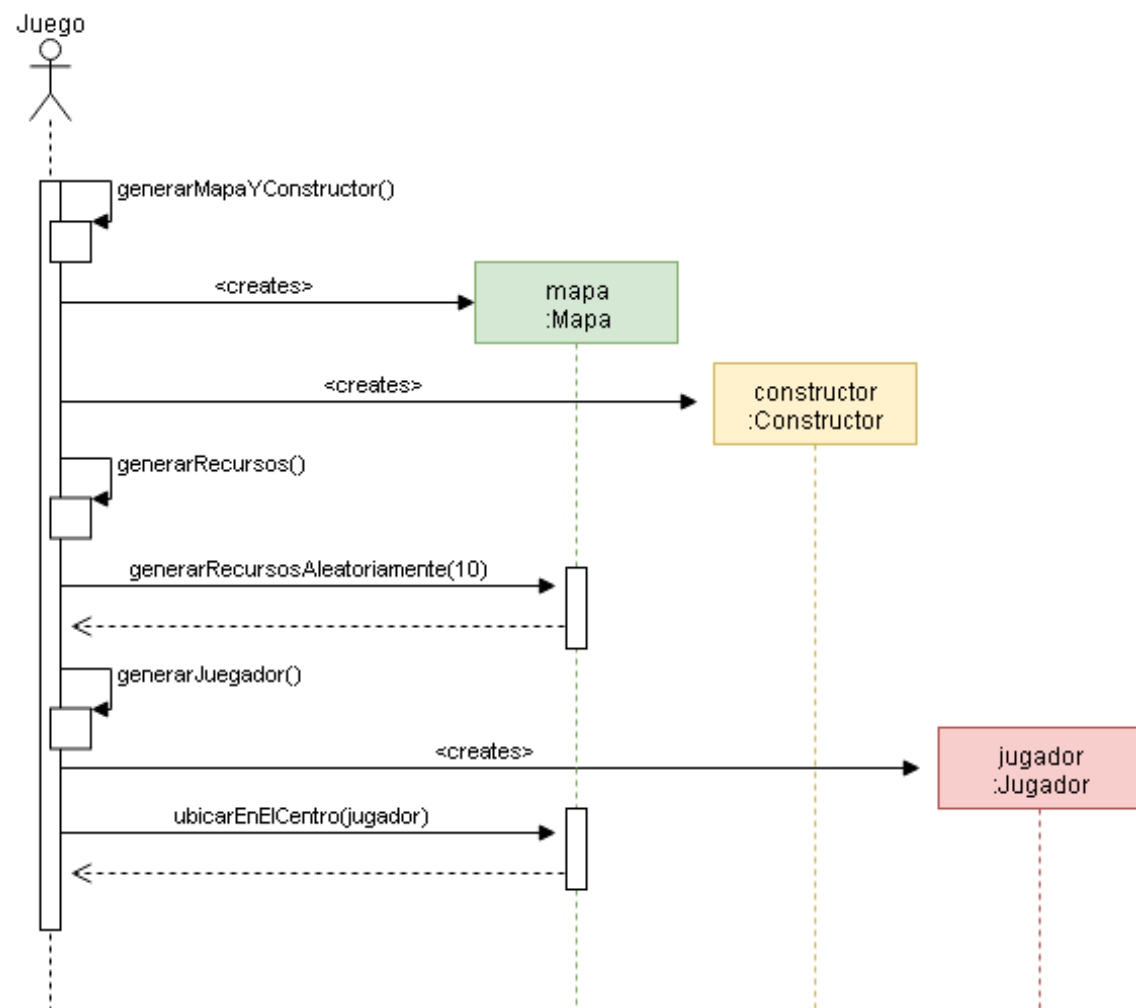 Juego
generarMapaYConstructor()
<creates>
mapa
:Mapa
<creates>
constructor
:Constructor
generarRecursos()
generarRecursosAleatoriamente(10)
generarJuegador()
<creates>
jugador
:Jugador
ubicarEnElCentro(jugador)